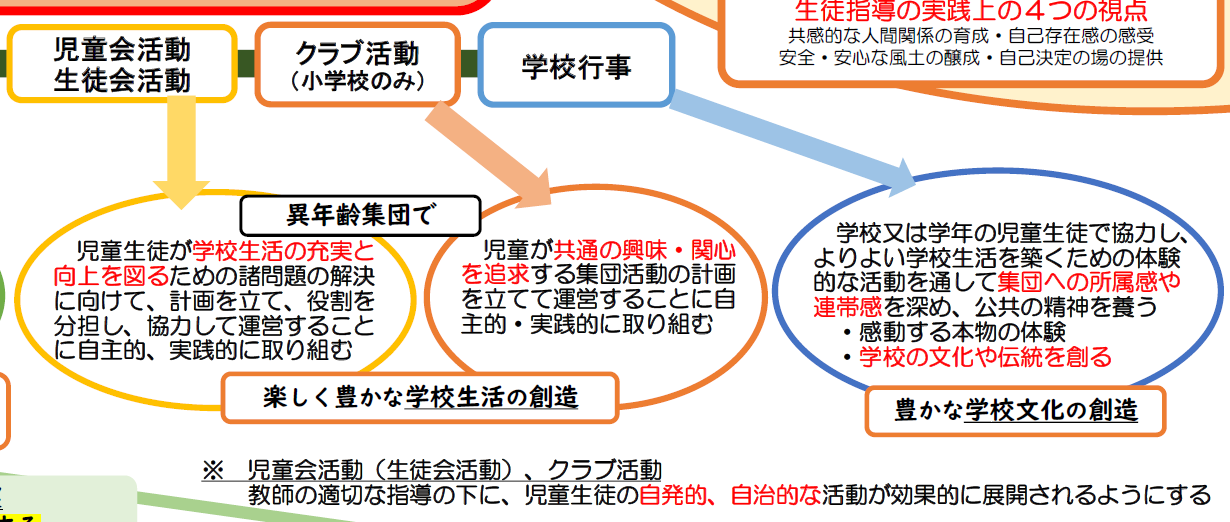 生徒指導の実践上の４つの視点
共感的な人間関係の育成・自己存在感の感受
安全・安心な風土の醸成・自己決定の場の提供
児童会活動
生徒会活動
クラブ活動
（小学校のみ）
学校行事
異年齢集団で
児童生徒が学校生活の充実と
向上を図るための諸問題の解決
に向けて、計画を立て、役割を
分担し、協力して運営すること
に自主的、実践的に取り組む
児童が共通の興味・関心
を追求する集団活動の計画
を立てて運営することに自
主的・実践的に取り組む
楽しく豊かな学校生活の創造
学校又は学年の児童生徒で協力し、
よりよい学校生活を築くための体験
的な活動を通して集団への所属感や
連帯感を深め、公共の精神を養う
・感動する本物の体験
・学校の文化や伝統を創る
豊かな学校文化の創造
※　児童会活動（生徒会活動）、クラブ活動
教師の適切な指導の下に、児童生徒の自発的、自治的な活動が効果的に展開されるようにする